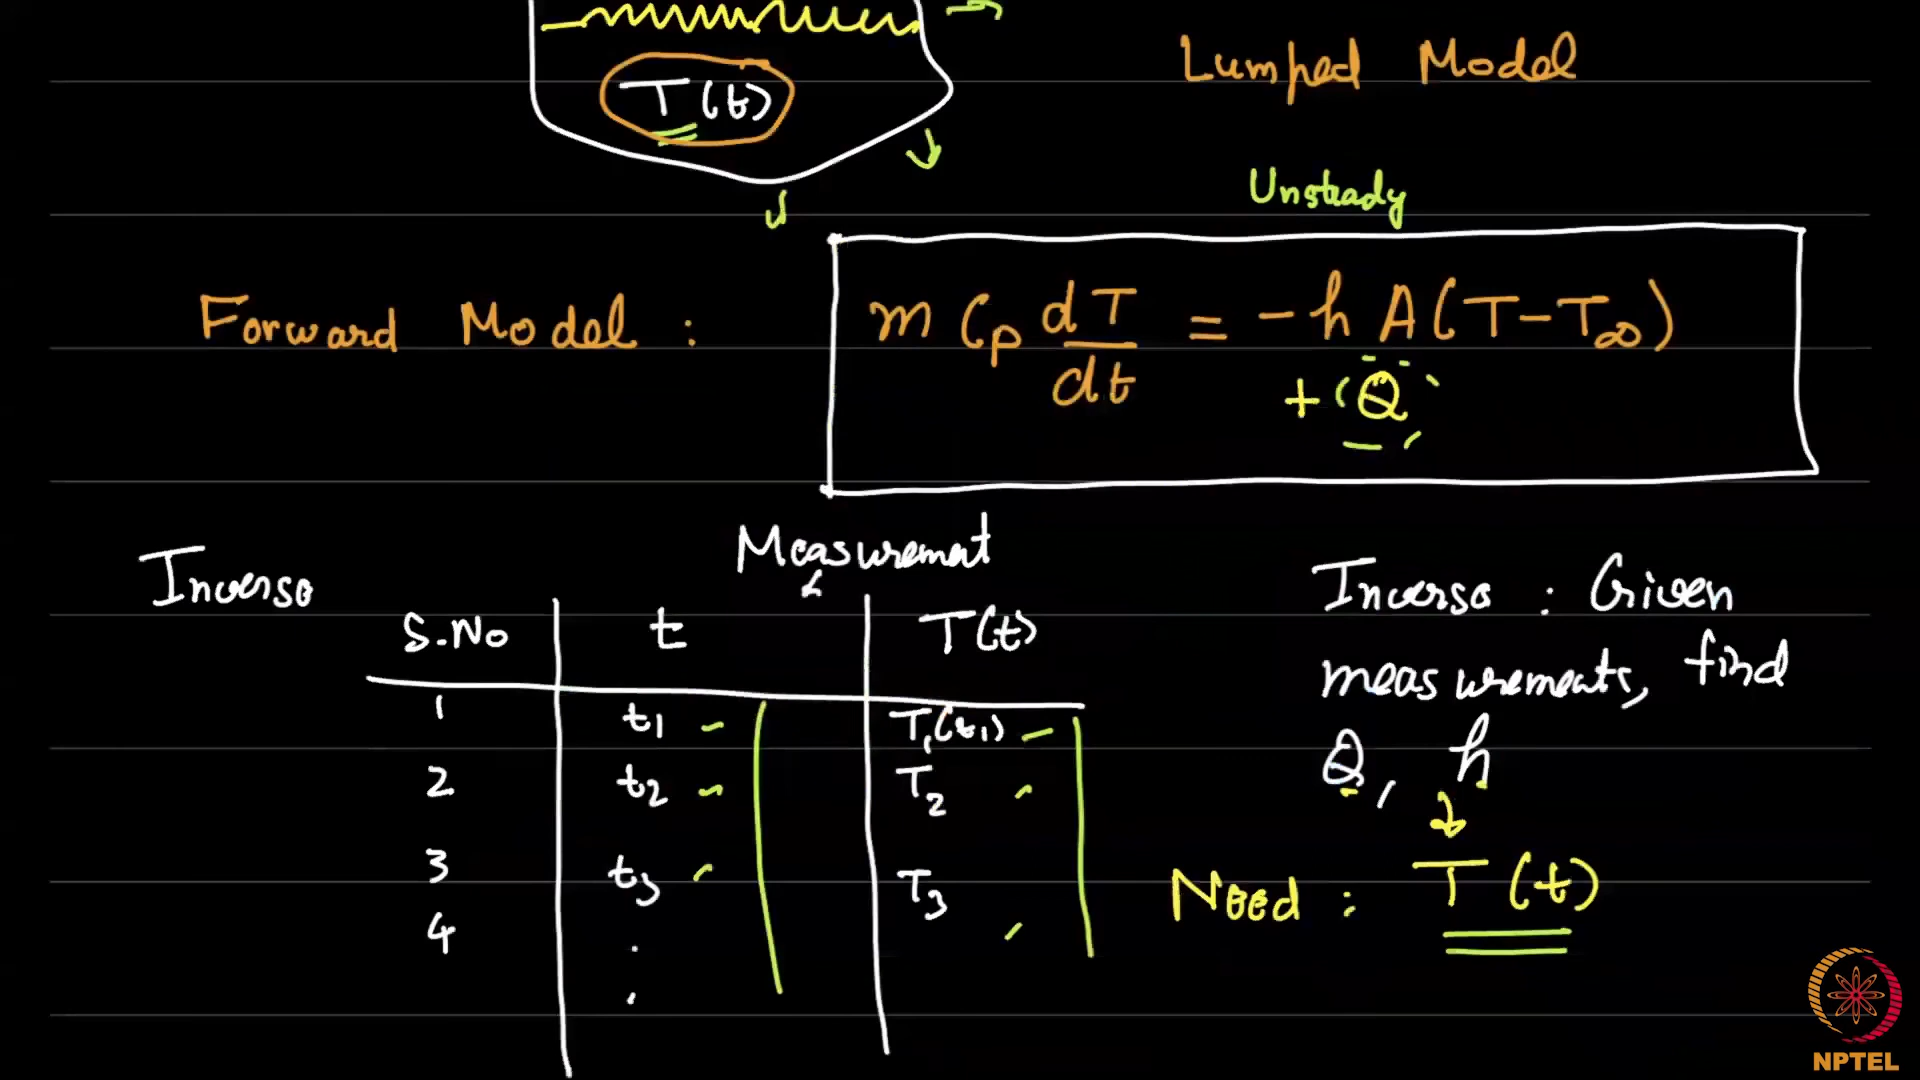 Lumped Model
T(t)
Unsteady
Forward Model : m Cp dT/dt = -h A(T-T∞)
+ Q
Measurement
Inverse
S.No t T(t)
1 t1 T1(t1)
2 t2 T2
3 t3 T3
4 .
.
Inverse : Given
measurements, find
Q, h
Need : T(t)
NPTEL